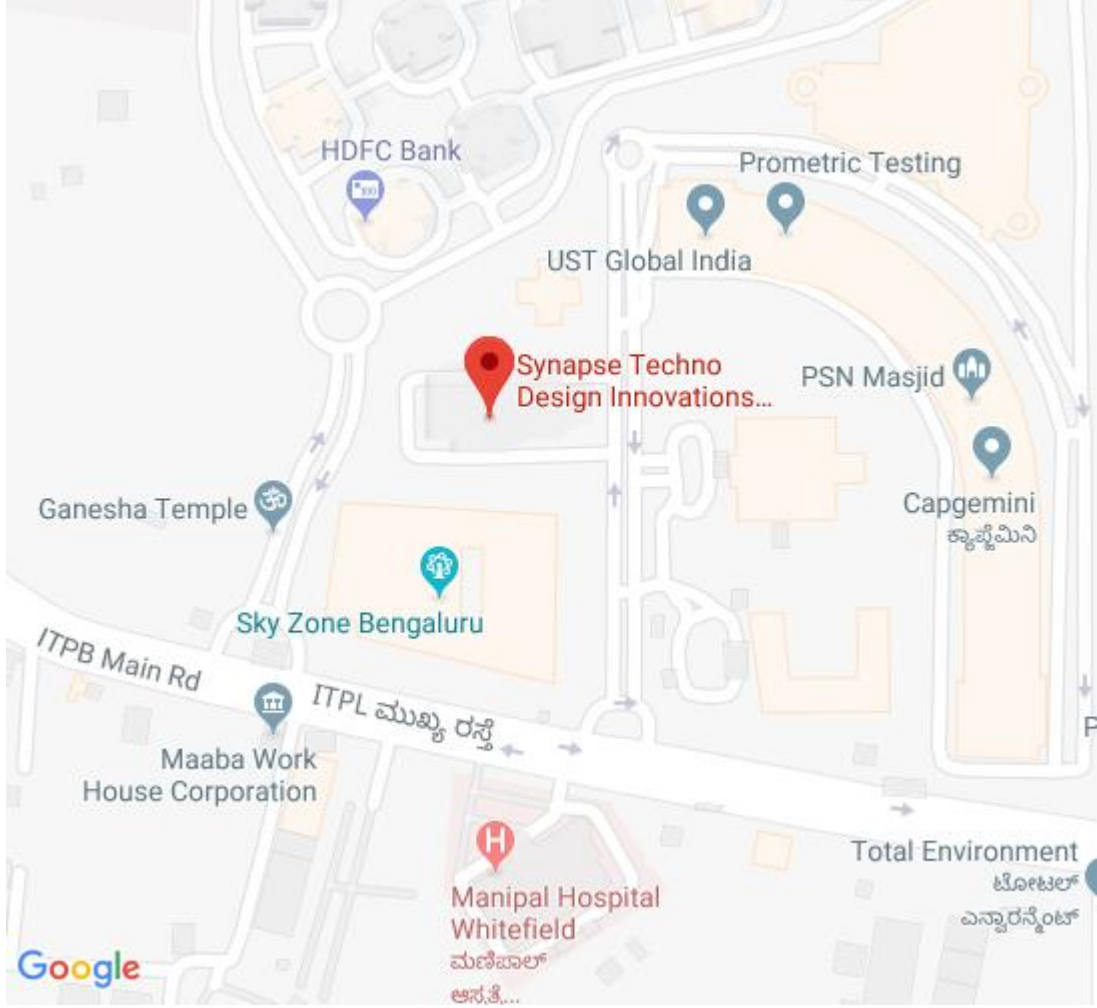 HDFC Bank
Prometric Testing
UST Global India
Synapse Techno
Design Innovations...
PSN Masjid
Capgemini
ಕ್ಯಾಪ್ಜೆಮಿನಿ
Ganesha Temple
Sky Zone Bengaluru
ITPB Main Rd
ITPL ಮುಖ್ಯ ರಸ್ತೆ
P
Maaba Work
House Corporation
Manipal Hospital
Whitefield
ಮಣಿಪಾಲ್
ಆಸ್ಪತ್ರೆ...
Total Environment
ಟೋಟಲ್
ಎನ್ವಾರನ್ಮೆಂಟ್
Google